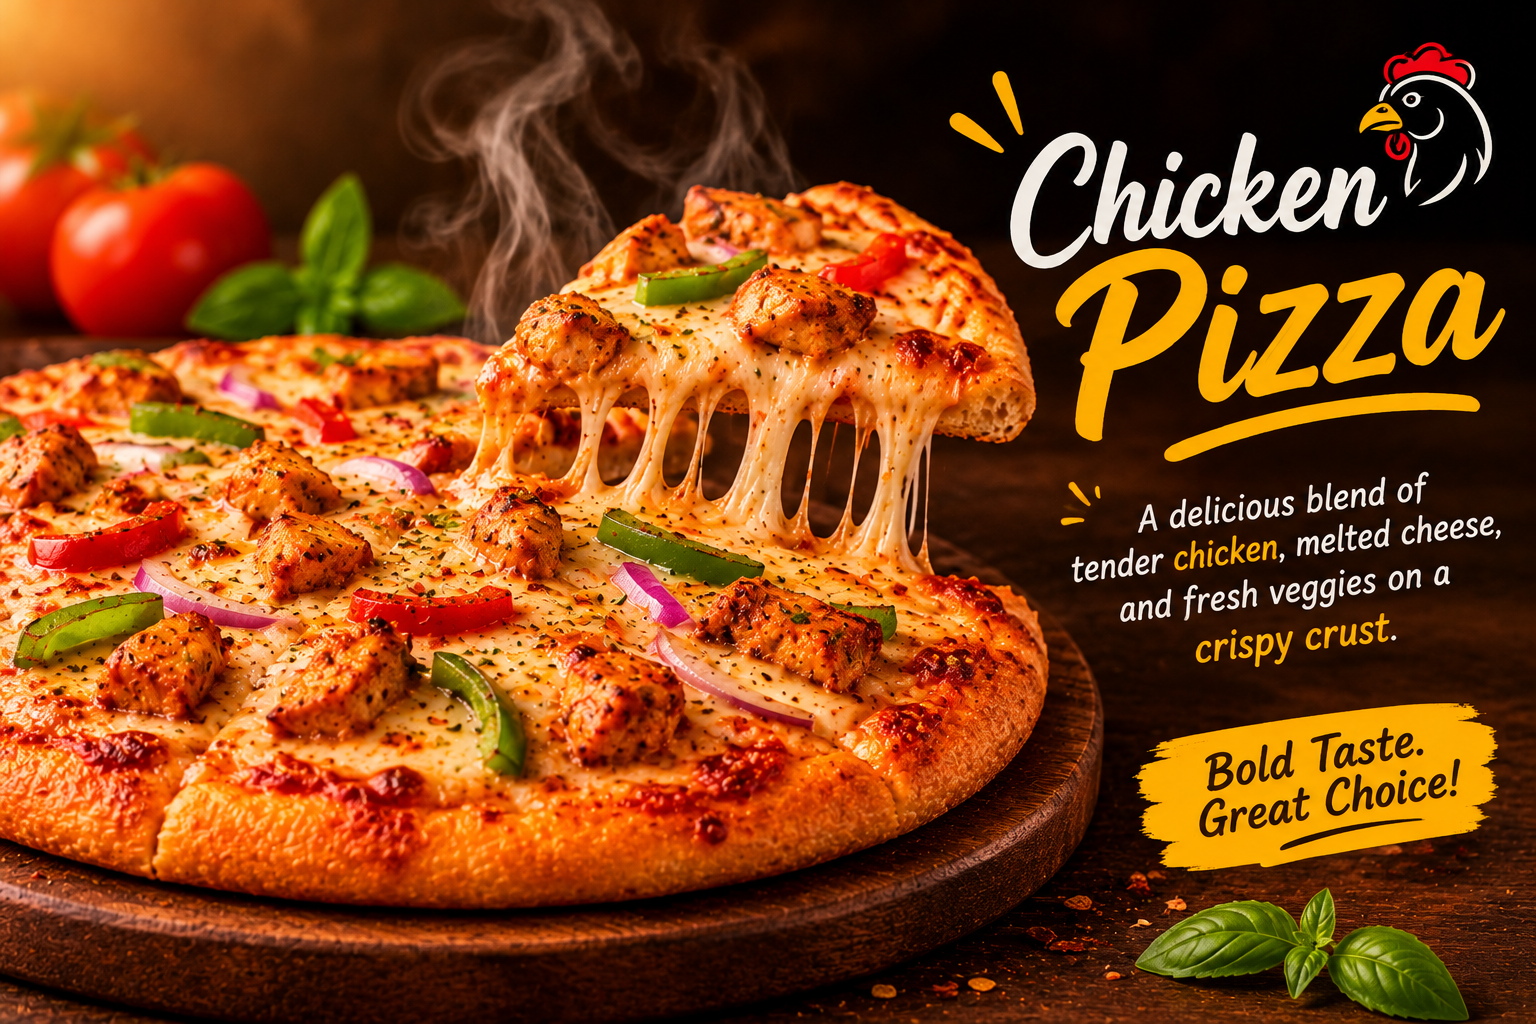 Chicken
Pizza
A delicious blend of
tender chicken, melted cheese,
and fresh veggies on a
crispy crust.
Bold Taste.
Great Choice!